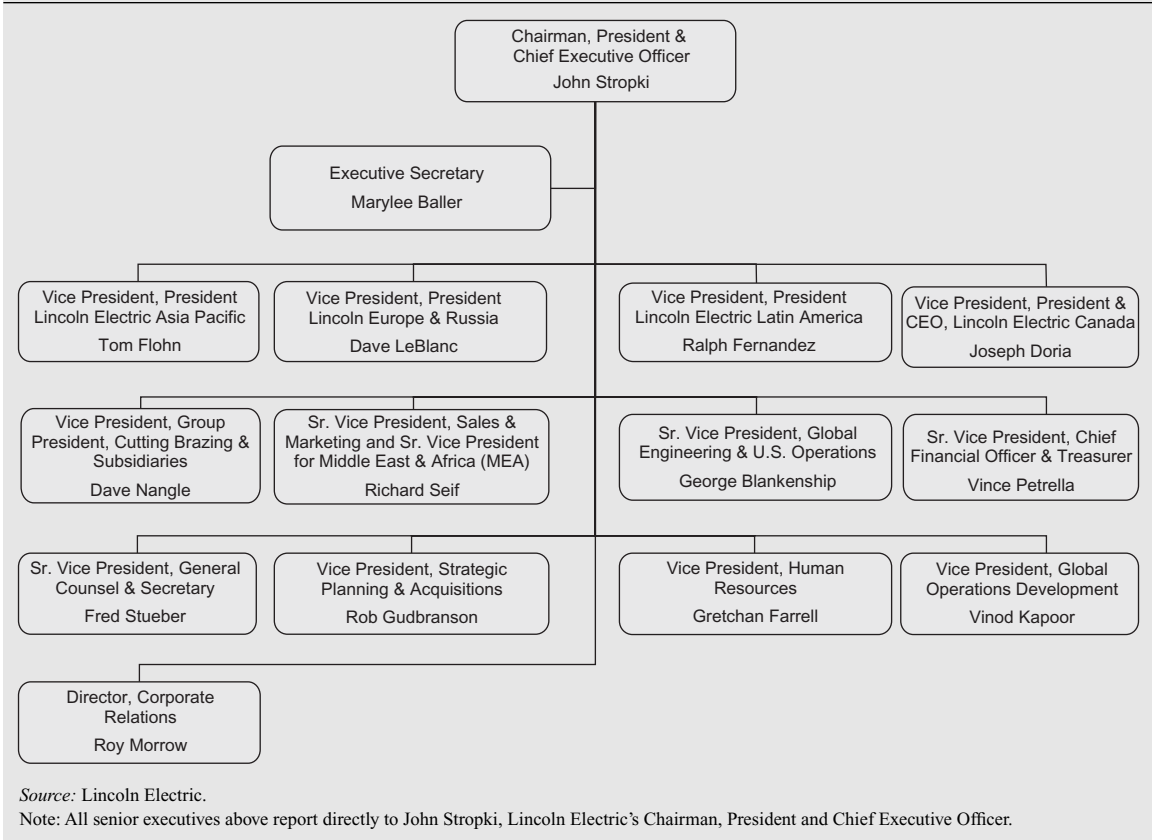 Chairman, President &
Chief Executive Officer
John Stropki
Executive Secretary
Marylee Baller
Vice President, President
Lincoln Electric Asia Pacific
Tom Flohn
Vice President, President
Lincoln Europe & Russia
Dave LeBlanc
Vice President, President
Lincoln Electric Latin America
Ralph Fernandez
Vice President, President &
CEO, Lincoln Electric Canada
Joseph Doria
Vice President, Group
President, Cutting Brazing &
Subsidiaries
Dave Nangle
Sr. Vice President, Sales &
Marketing and Sr. Vice President
for Middle East & Africa (MEA)
Richard Seif
Sr. Vice President, Global
Engineering & U.S. Operations
George Blankenship
Sr. Vice President, Chief
Financial Officer & Treasurer
Vince Petrella
Sr. Vice President, General
Counsel & Secretary
Fred Stueber
Vice President, Strategic
Planning & Acquisitions
Rob Gudbranson
Vice President, Human
Resources
Gretchan Farrell
Vice President, Global
Operations Development
Vinod Kapoor
Director, Corporate
Relations
Roy Morrow
Source: Lincoln Electric.
Note: All senior executives above report directly to John Stropki, Lincoln Electric's Chairman, President and Chief Executive Officer.